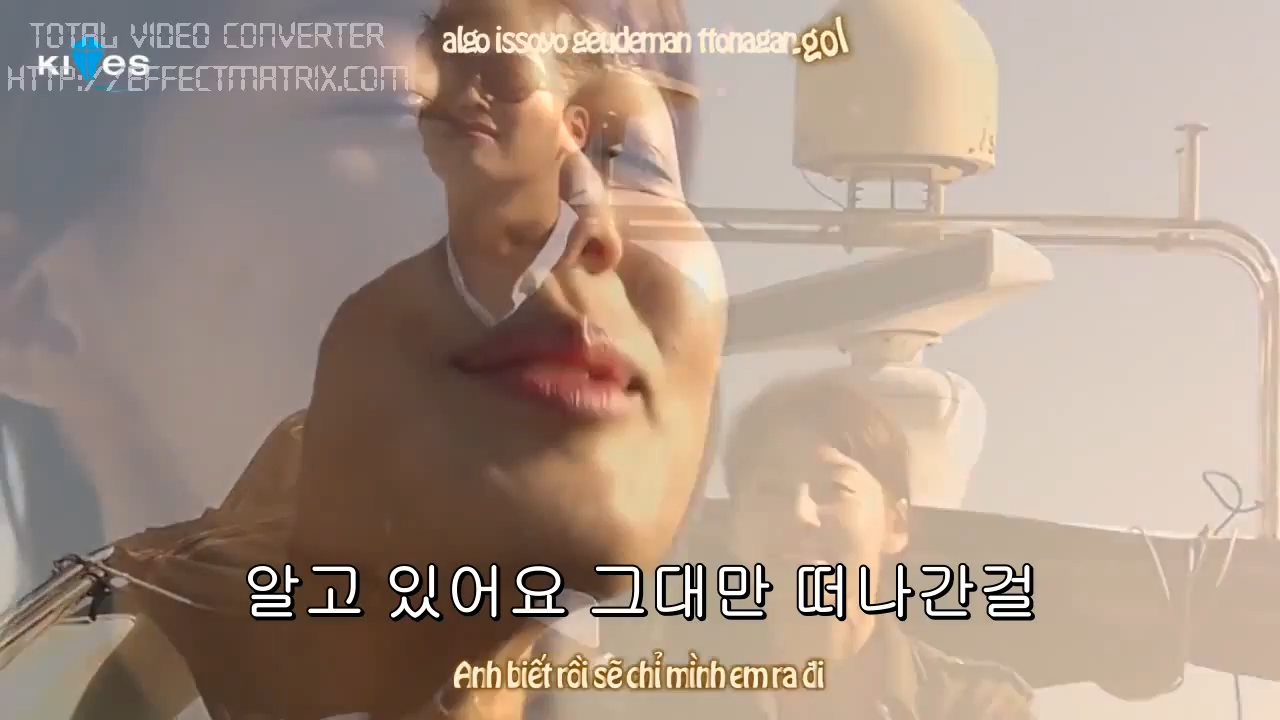 TOTAL VIDEO CONVERTER
KITES
HTTP://EFFECTMATRIX.COM
algo issoyo geudeman ttonagan gol
알고 있어요 그대만 떠나간걸
Anh biết rồi sẽ chỉ mình em ra đi